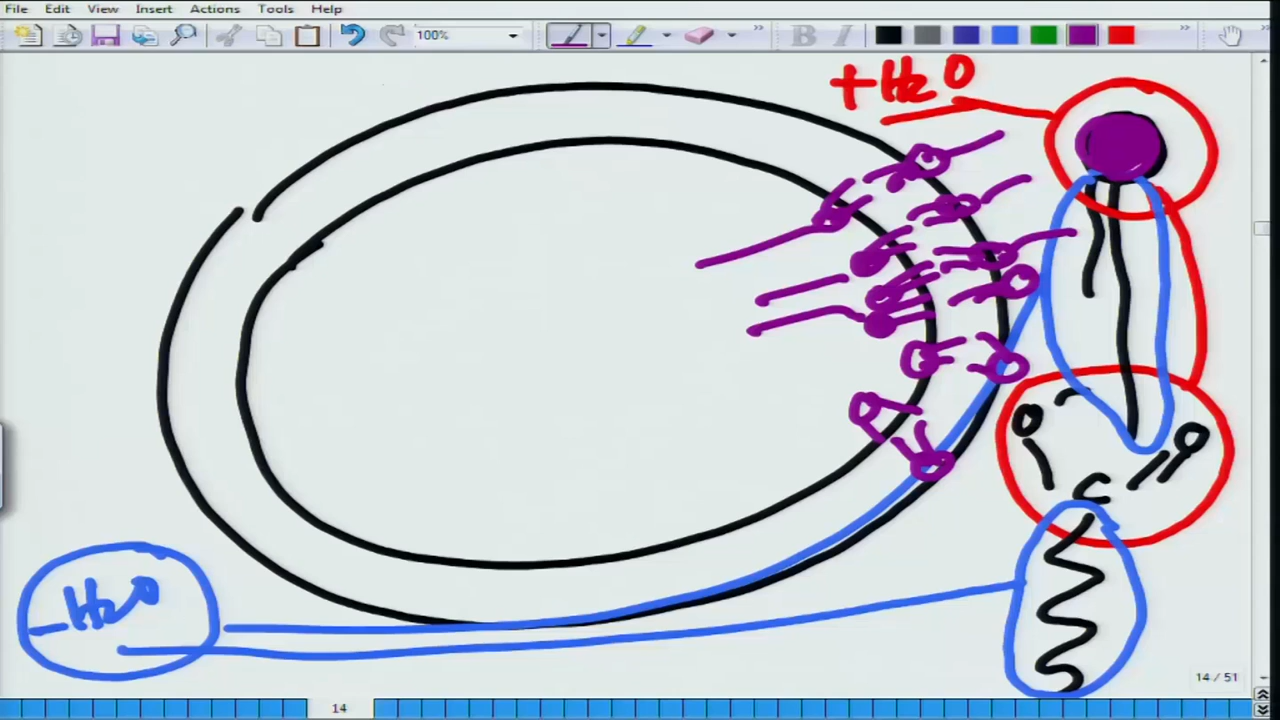 File Edit View Insert Actions Tools Help
100%
B I
+H2O
O
O
C
-H2O
14 / 51
14